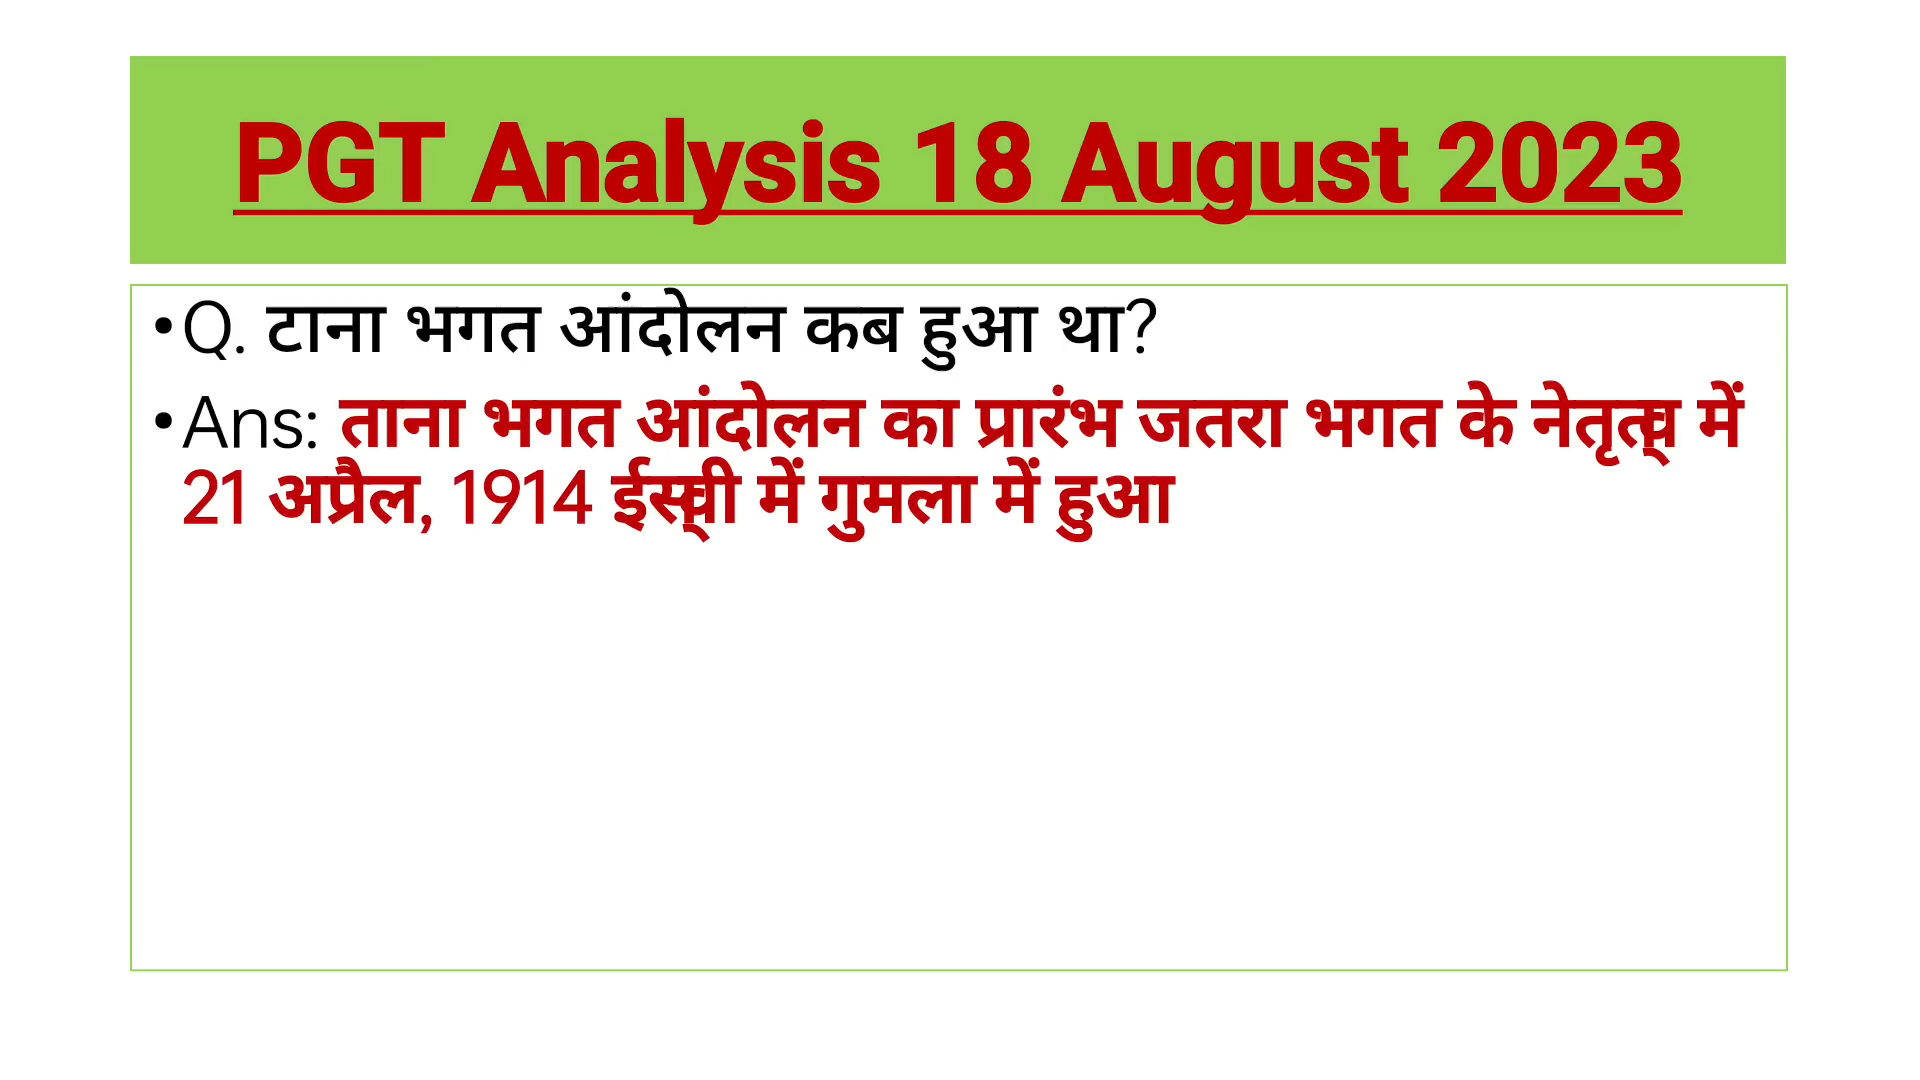 PGT Analysis 18 August 2023
•Q. टाना भगत आंदोलन कब हुआ था?
•Ans: ताना भगत आंदोलन का प्रारंभ जतरा भगत के नेतृत्व में
21 अप्रैल, 1914 ईस्वी में गुमला में हुआ